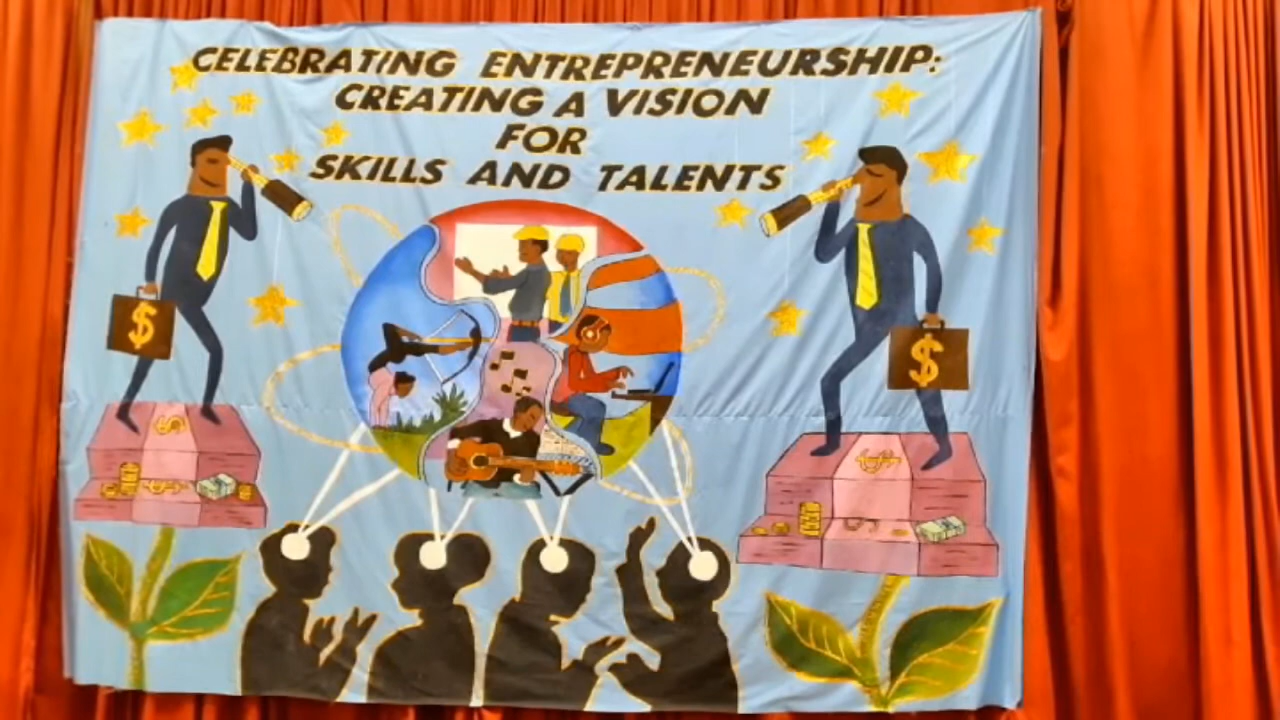 CELEBRATING ENTREPRENEURSHIP:
CREATING A VISION
FOR
SKILLS AND TALENTS
$
$
$
$